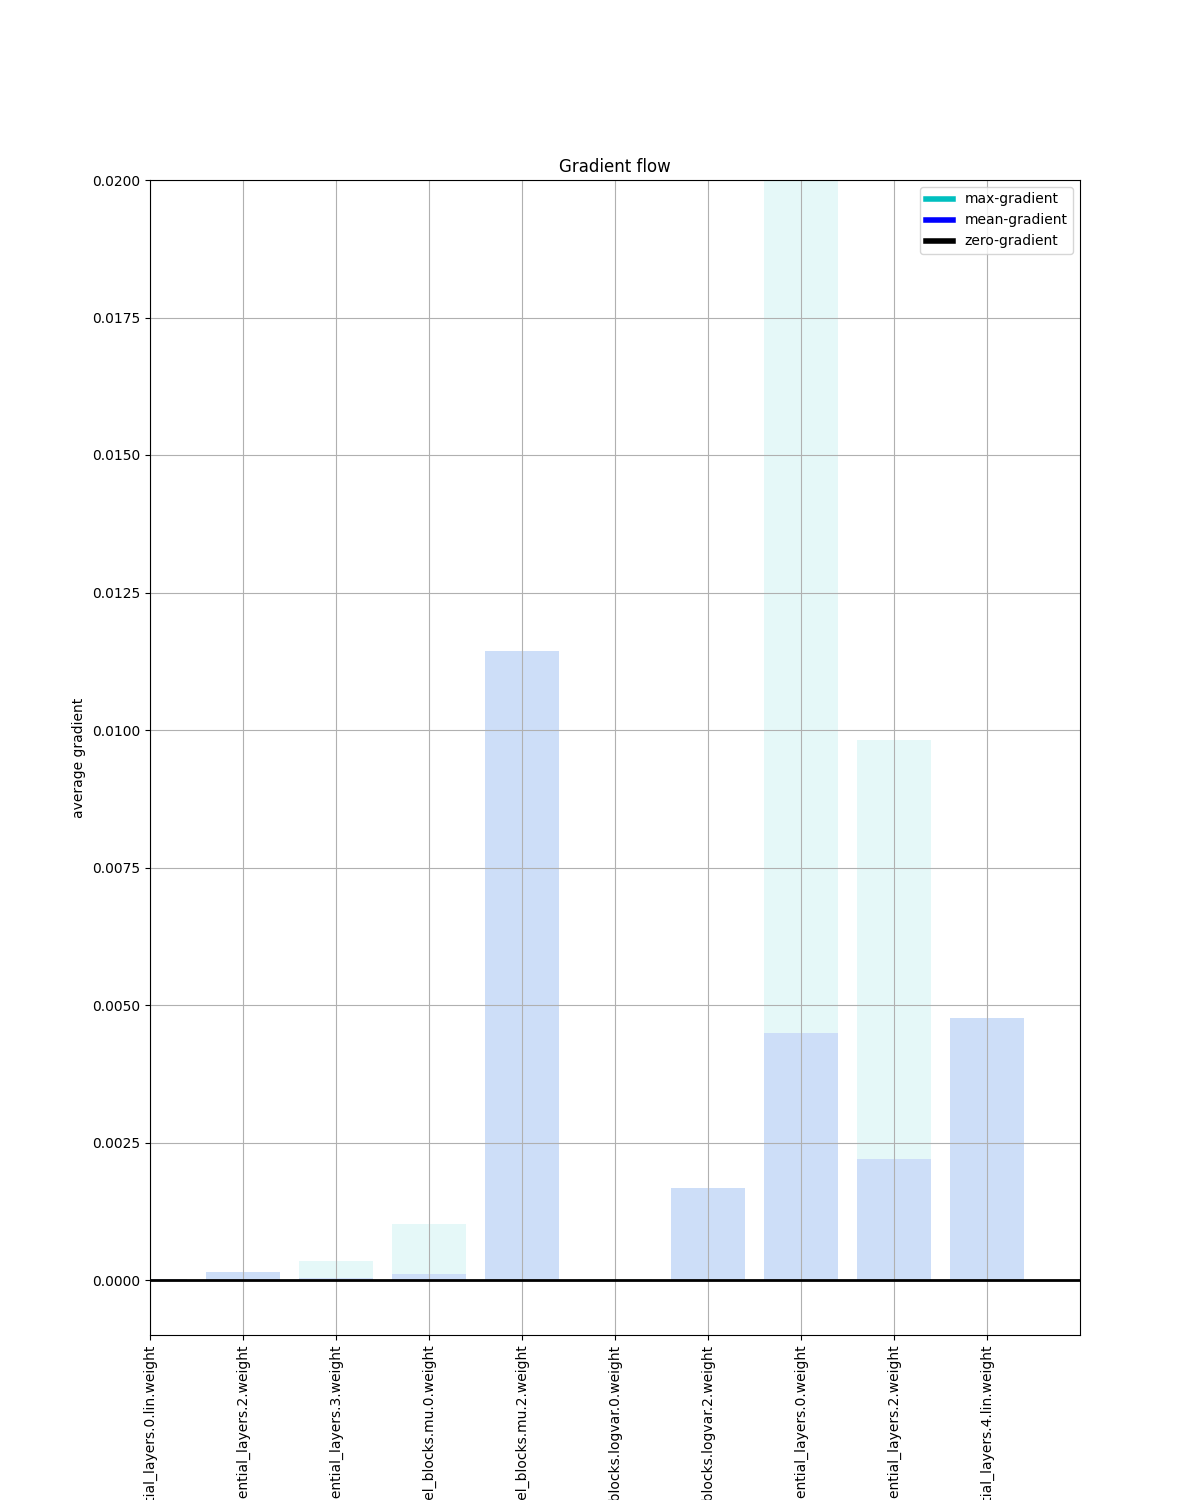 Gradient flow
max-gradient
mean-gradient
zero-gradient
0.0200
0.0175
0.0150
0.0125
0.0100
0.0075
0.0050
0.0025
0.0000
average gradient
tial_layers.0.lin.weight
ential_layers.2.weight
ential_layers.3.weight
el_blocks.mu.0.weight
el_blocks.mu.2.weight
blocks.logvar.0.weight
blocks.logvar.2.weight
ential_layers.0.weight
ential_layers.2.weight
tial_layers.4.lin.weight